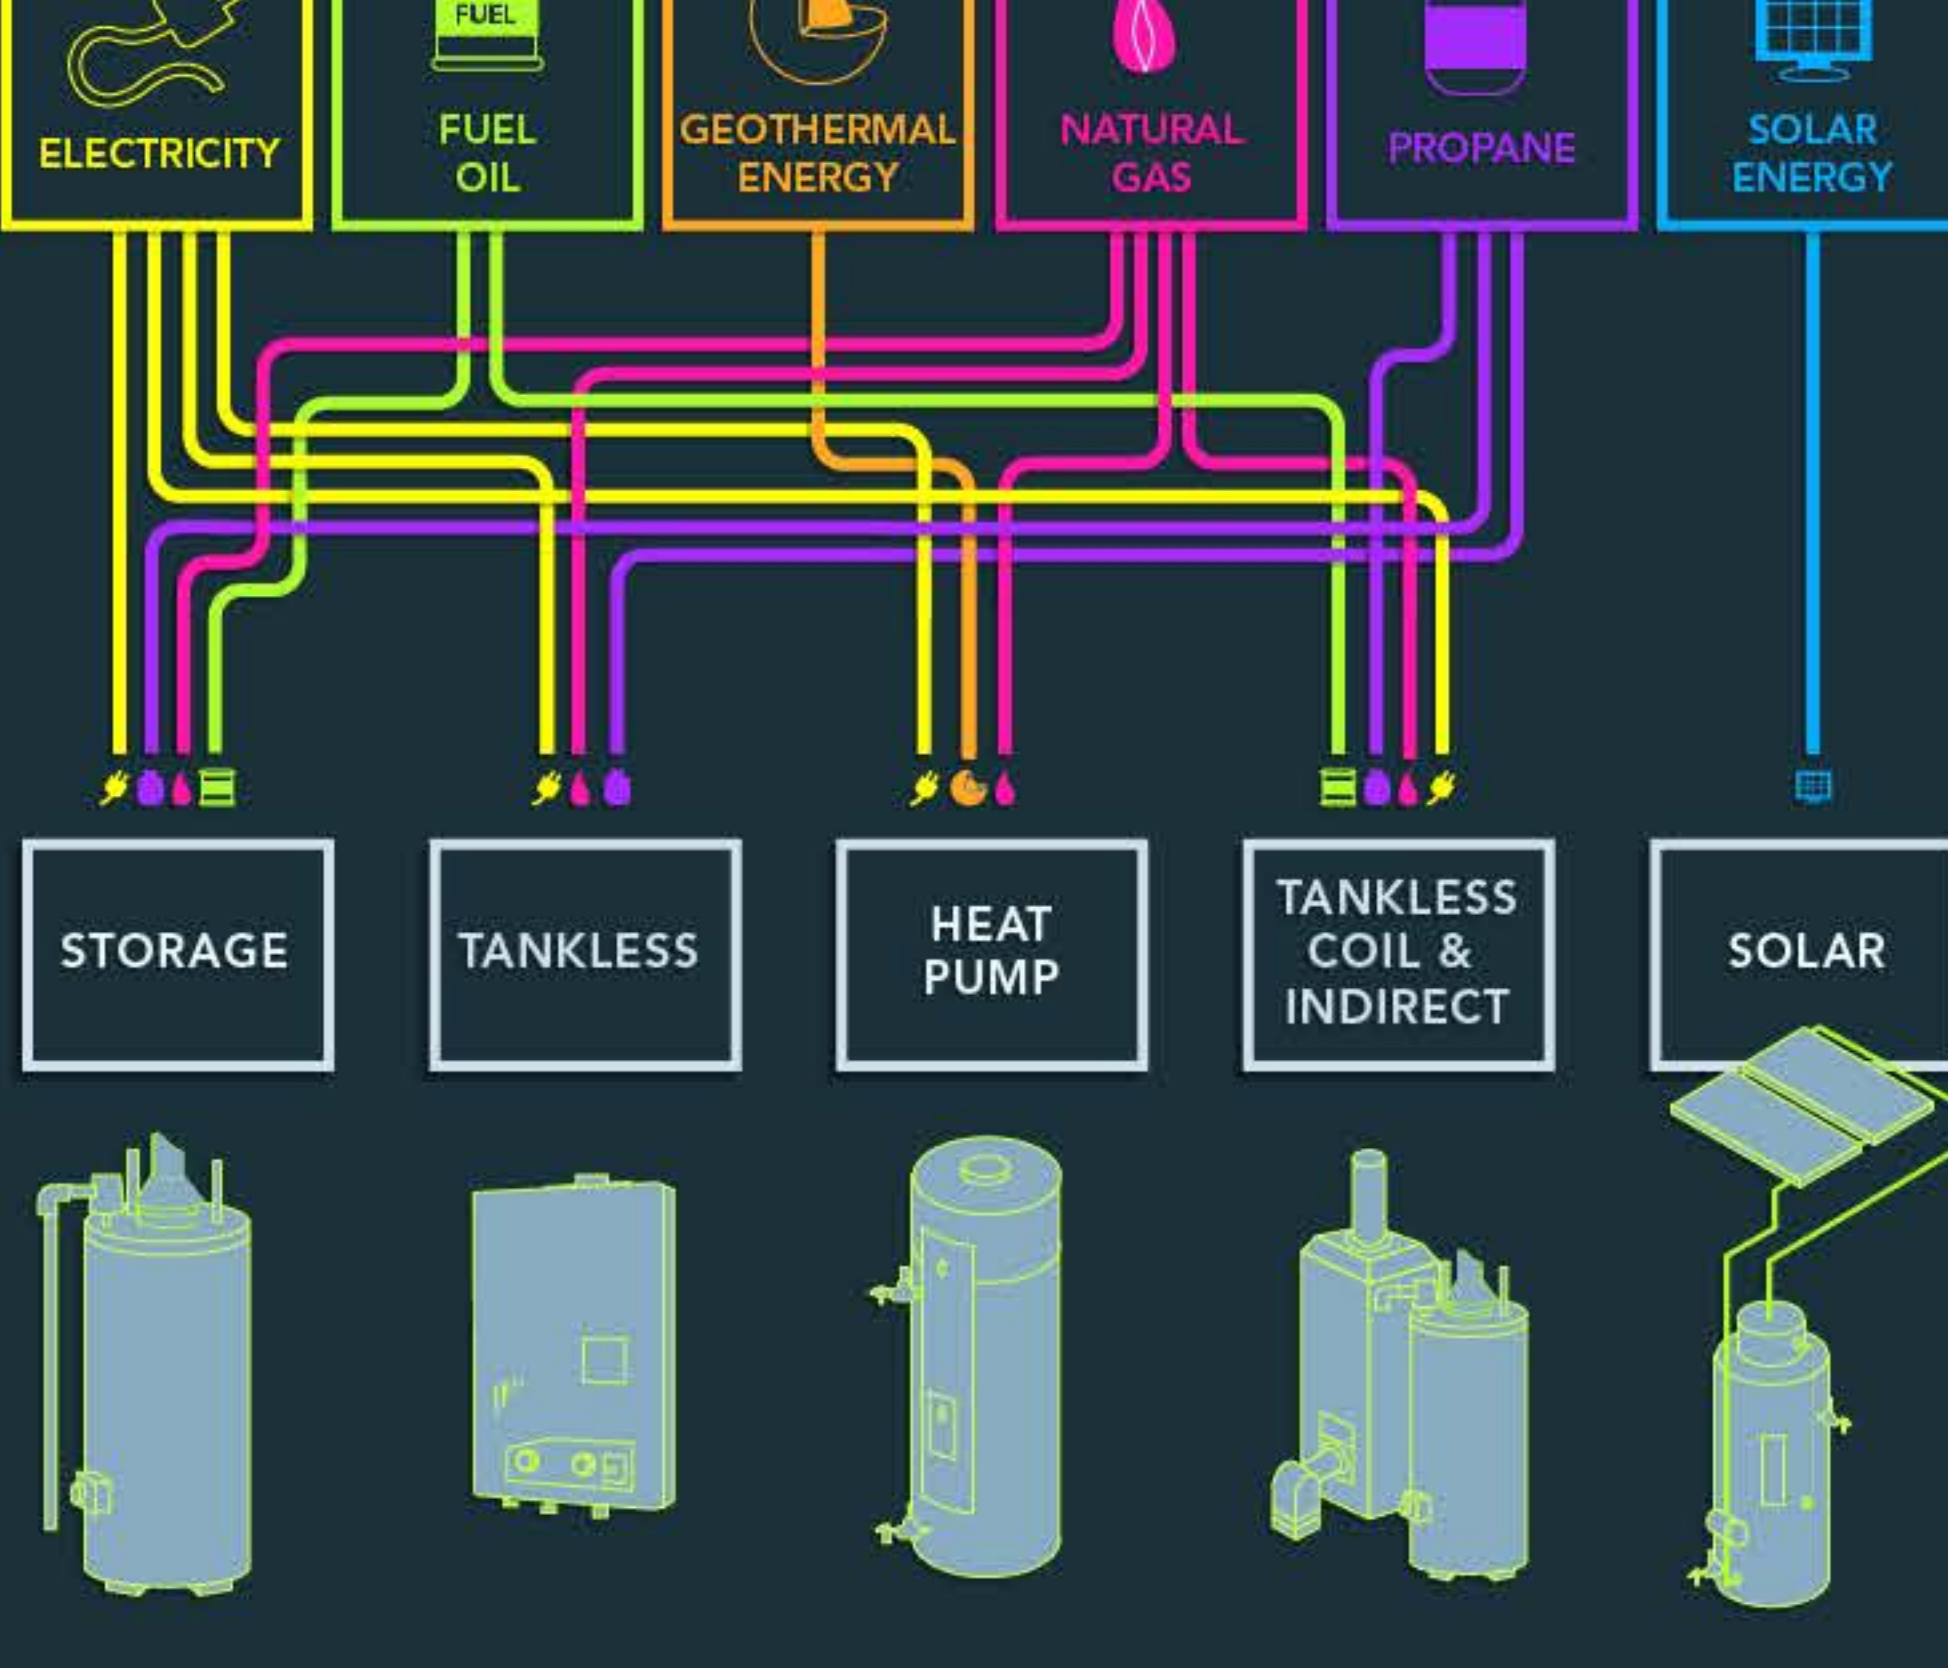 FUEL
ELECTRICITY
FUEL
OIL
GEOTHERMAL
ENERGY
NATURAL
GAS
PROPANE
SOLAR
ENERGY
STORAGE
TANKLESS
HEAT
PUMP
TANKLESS
COIL &
INDIRECT
SOLAR